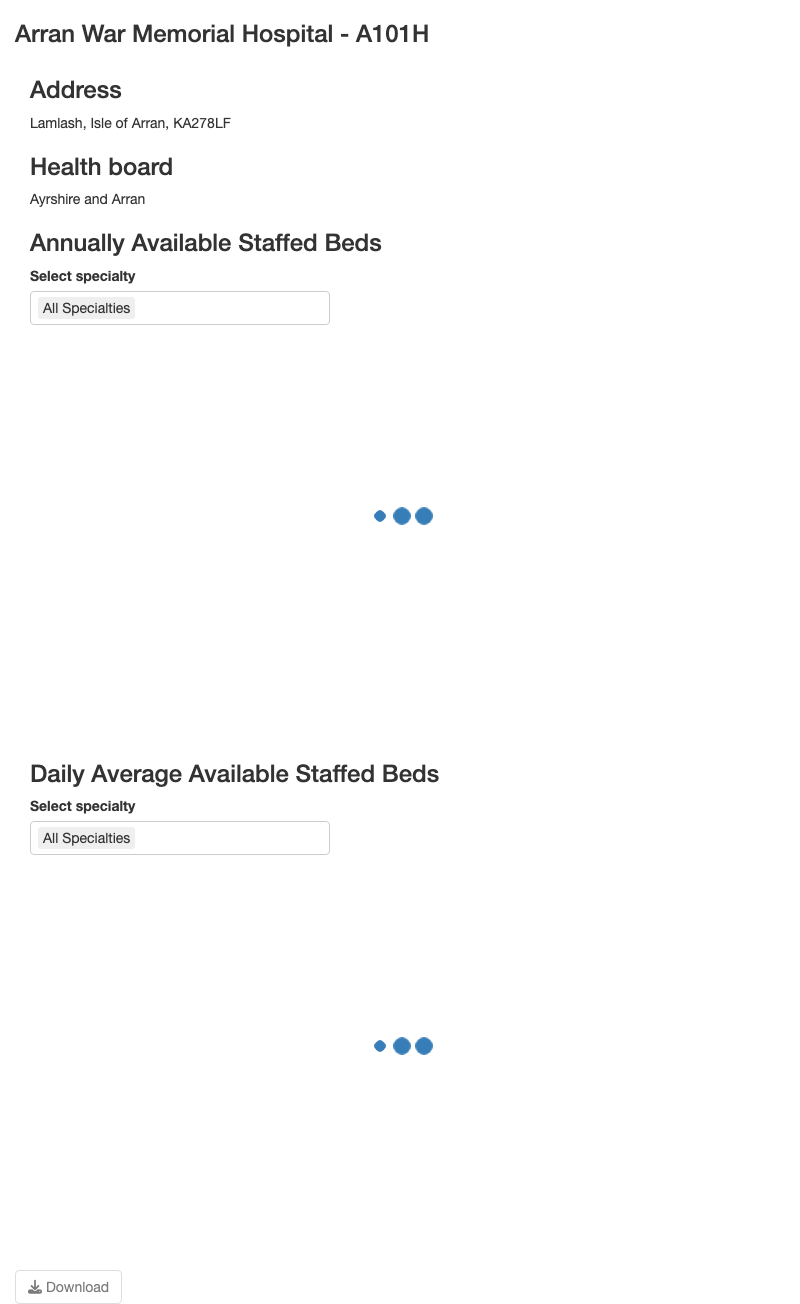 Arran War Memorial Hospital - A101H
Address
Lamlash, Isle of Arran, KA278LF
Health board
Ayrshire and Arran
Annually Available Staffed Beds
Select specialty
All Specialties
Daily Average Available Staffed Beds
Select specialty
All Specialties
Download